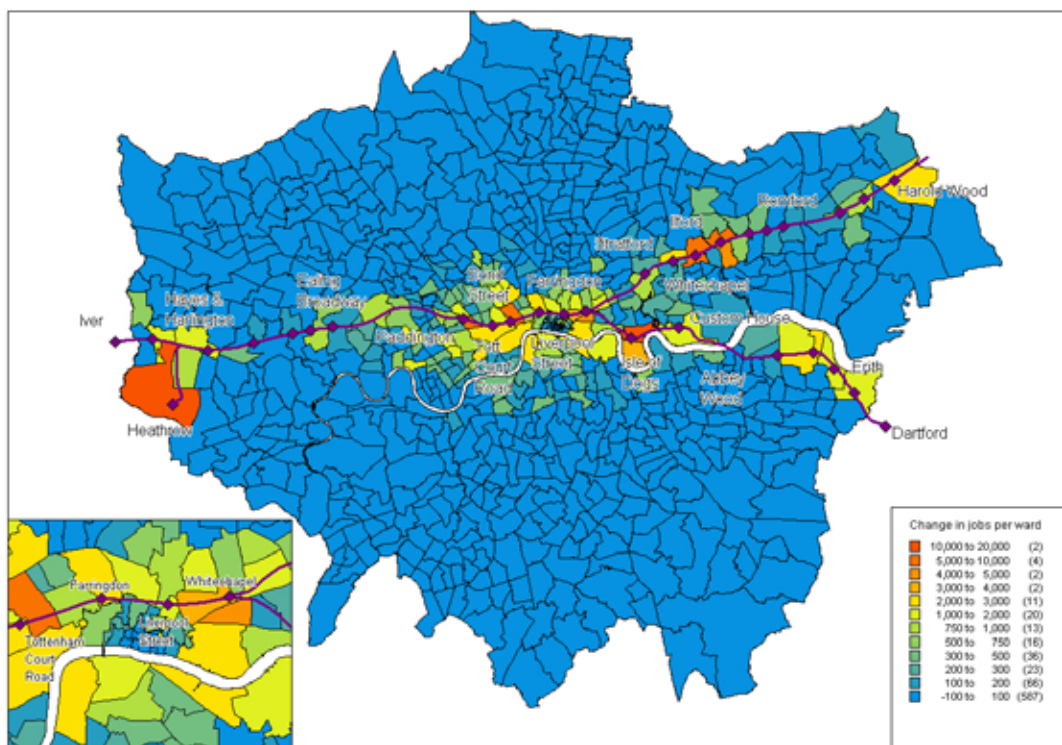 Harold Wood
Romford
Ilford
Stratford
Whitechapel
Farringdon
Bond
Street
Ealing
Broadway
Hayes &
Harlington
Iver
Paddington
Tott
Court
Road
Liverpool
Street
Custom House
Isle of
Dogs
Abbey
Wood
Erith
Heathrow
Dartford
Farringdon
Whitechapel
Liverpool
Street
Tottenham
Court
Road
Change in jobs per ward
10,000 to 20,000 (2)
5,000 to 10,000 (4)
4,000 to 5,000 (2)
3,000 to 4,000 (2)
2,000 to 3,000 (11)
1,000 to 2,000 (20)
750 to 1,000 (13)
500 to 750 (16)
300 to 500 (36)
200 to 300 (23)
100 to 200 (66)
-100 to 100 (587)